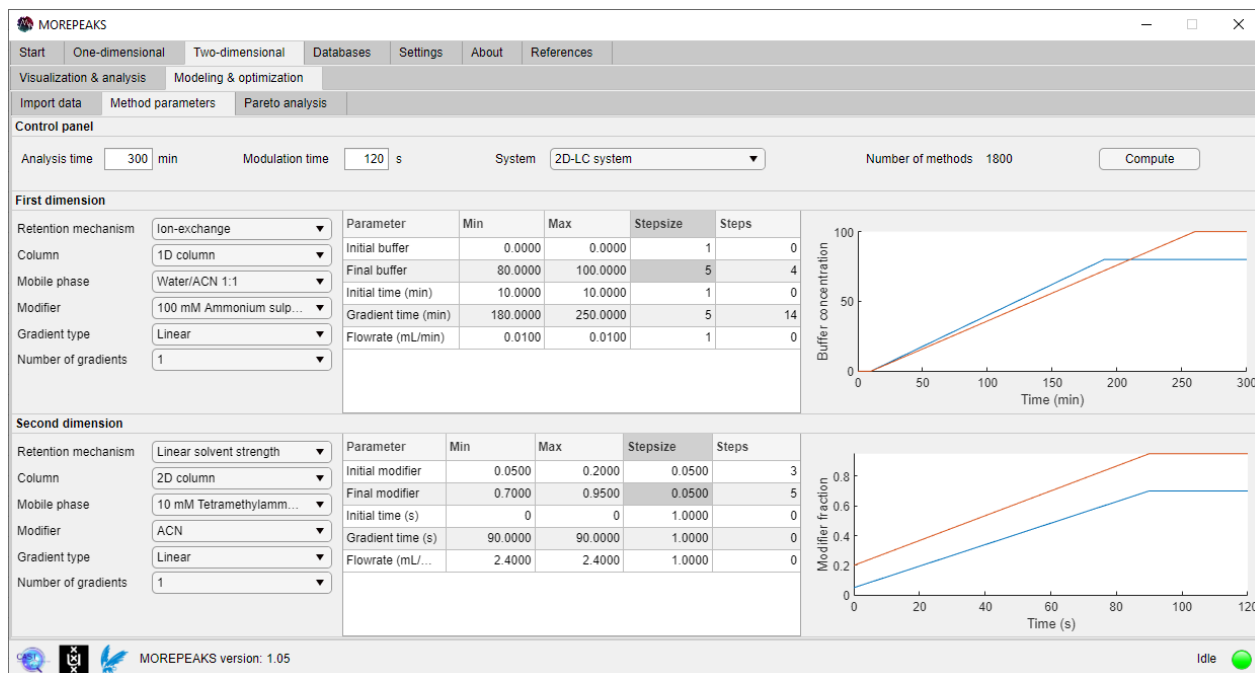 MOREPEAKS
Start One-dimensional Two-dimensional Databases Settings About References
Visualization & analysis Modeling & optimization
Import data Method parameters Pareto analysis
Control panel
Analysis time 300 min Modulation time 120 s System 2D-LC system Number of methods 1800 Compute
First dimension
Retention mechanism Ion-exchange
Column 1D column
Mobile phase Water/ACN 1:1
Modifier 100 mM Ammonium sulp...
Gradient type Linear
Number of gradients 1
Parameter Min Max Stepsize Steps
Initial buffer 0.0000 0.0000 1 0
Final buffer 80.0000 100.0000 5 4
Initial time (min) 10.0000 10.0000 1 0
Gradient time (min) 180.0000 250.0000 5 14
Flowrate (mL/min) 0.0100 0.0100 1 0
Buffer concentration
100
50
0
0 50 100 150 200 250 300
Time (min)
Second dimension
Retention mechanism Linear solvent strength
Column 2D column
Mobile phase 10 mM Tetramethylamm...
Modifier ACN
Gradient type Linear
Number of gradients 1
Parameter Min Max Stepsize Steps
Initial modifier 0.0500 0.2000 0.0500 3
Final modifier 0.7000 0.9500 0.0500 5
Initial time (s) 0 0 1.0000 0
Gradient time (s) 90.0000 90.0000 1.0000 0
Flowrate (mL/... 2.4000 2.4000 1.0000 0
Modifier fraction
0.8
0.6
0.4
0.2
0
0 20 40 60 80 100 120
Time (s)
MOREPEAKS version: 1.05 Idle